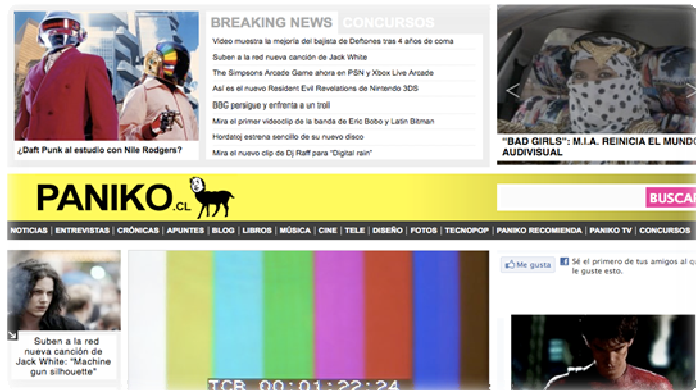 BREAKING NEWS CONCURSOS
Video muestra la mejoría del bajista de Deftones tras 4 años de coma
Suben a la red nueva canción de Jack White
The Simpsons Arcade Game ahora en PSN y Xbox Live Arcade
Así es el nuevo Resident Evil Revelations de Nintendo 3DS
BBC persigue y enfrenta a un troll
Mira el primer videoclip de la banda de Eric Bobo y Latin Bitman
Hordatoj estrena sencillo de su nuevo disco
Mira el nuevo clip de Dj Raff para "Digital rain"
¿Daft Punk al estudio con Nile Rodgers?
"BAD GIRLS": M.I.A. REINICIA EL MUNDO
AUDIVISUAL
PANIKO.CL
BUSCAR
NOTICIAS | ENTREVISTAS | CRÓNICAS | APUNTES | BLOG | LIBROS | MÚSICA | CINE | TELE | DISEÑO | FOTOS | TECNOPOP | PANIKO RECOMIENDA | PANIKO TV | CONCURSOS
Me gusta
Sé el primero de tus amigos al q
le guste esto.
Suben a la red
nueva canción de
Jack White: "Machine
gun silhouette"
TCR 00:01:22:24